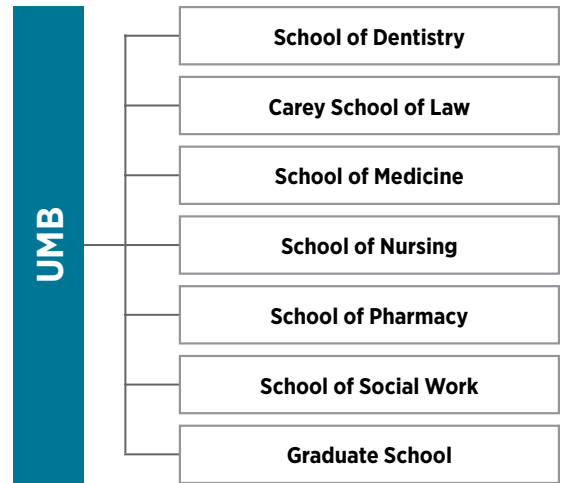 UMB
School of Dentistry
Carey School of Law
School of Medicine
School of Nursing
School of Pharmacy
School of Social Work
Graduate School